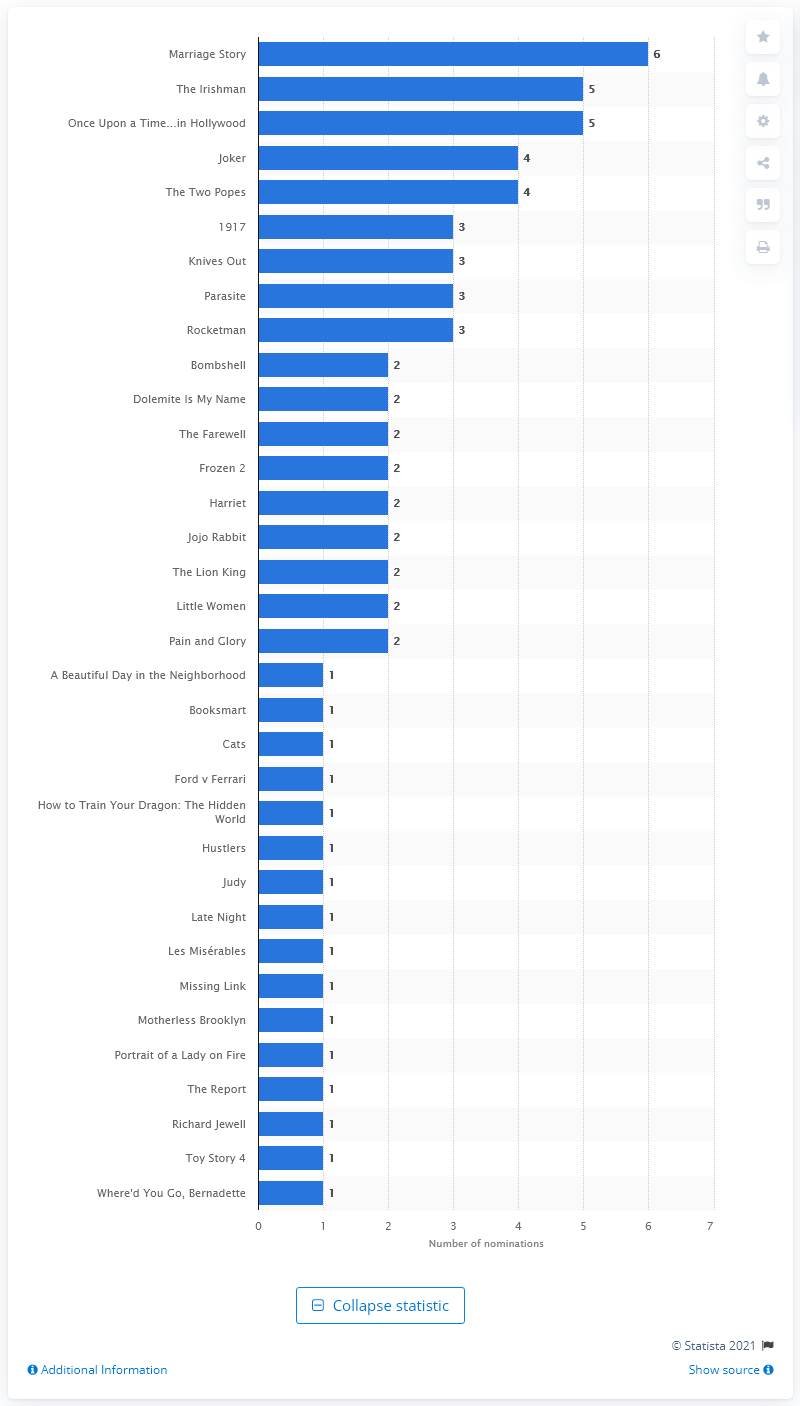 Marriage Story 6
The Irishman 5
Once Upon a Time...in Hollywood 5
Joker 4
The Two Popes 4
1917 3
Knives Out 3
Parasite 3
Rocketman 3
Bombshell 2
Dolemite Is My Name 2
The Farewell 2
Frozen 2 2
Harriet 2
Jojo Rabbit 2
The Lion King 2
Little Women 2
Pain and Glory 2
A Beautiful Day in the Neighborhood 1
Booksmart 1
Cats 1
Ford v Ferrari 1
How to Train Your Dragon: The Hidden
World 1
Hustlers 1
Judy 1
Late Night 1
Les Misérables 1
Missing Link 1
Motherless Brooklyn 1
Portrait of a Lady on Fire 1
The Report 1
Richard Jewell 1
Toy Story 4 1
Where'd You Go, Bernadette 1
0 1 2 3 4 5 6 7
Number of nominations
Collapse statistic
© Statista 2021
Additional Information Show source